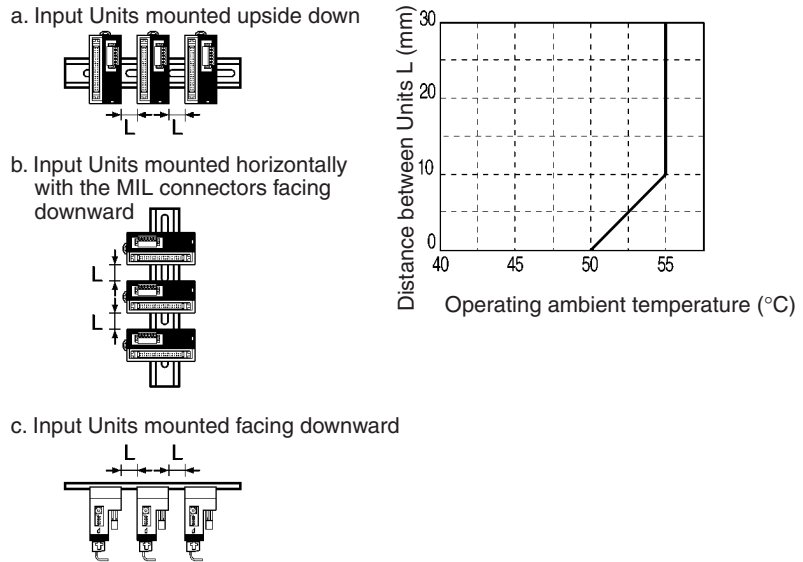 a. Input Units mounted upside down
L L
b. Input Units mounted horizontally
with the MIL connectors facing
downward
L
L
c. Input Units mounted facing downward
L L
Distance between Units L (mm)
30
20
10
0
40 45 50 55
Operating ambient temperature (°C)